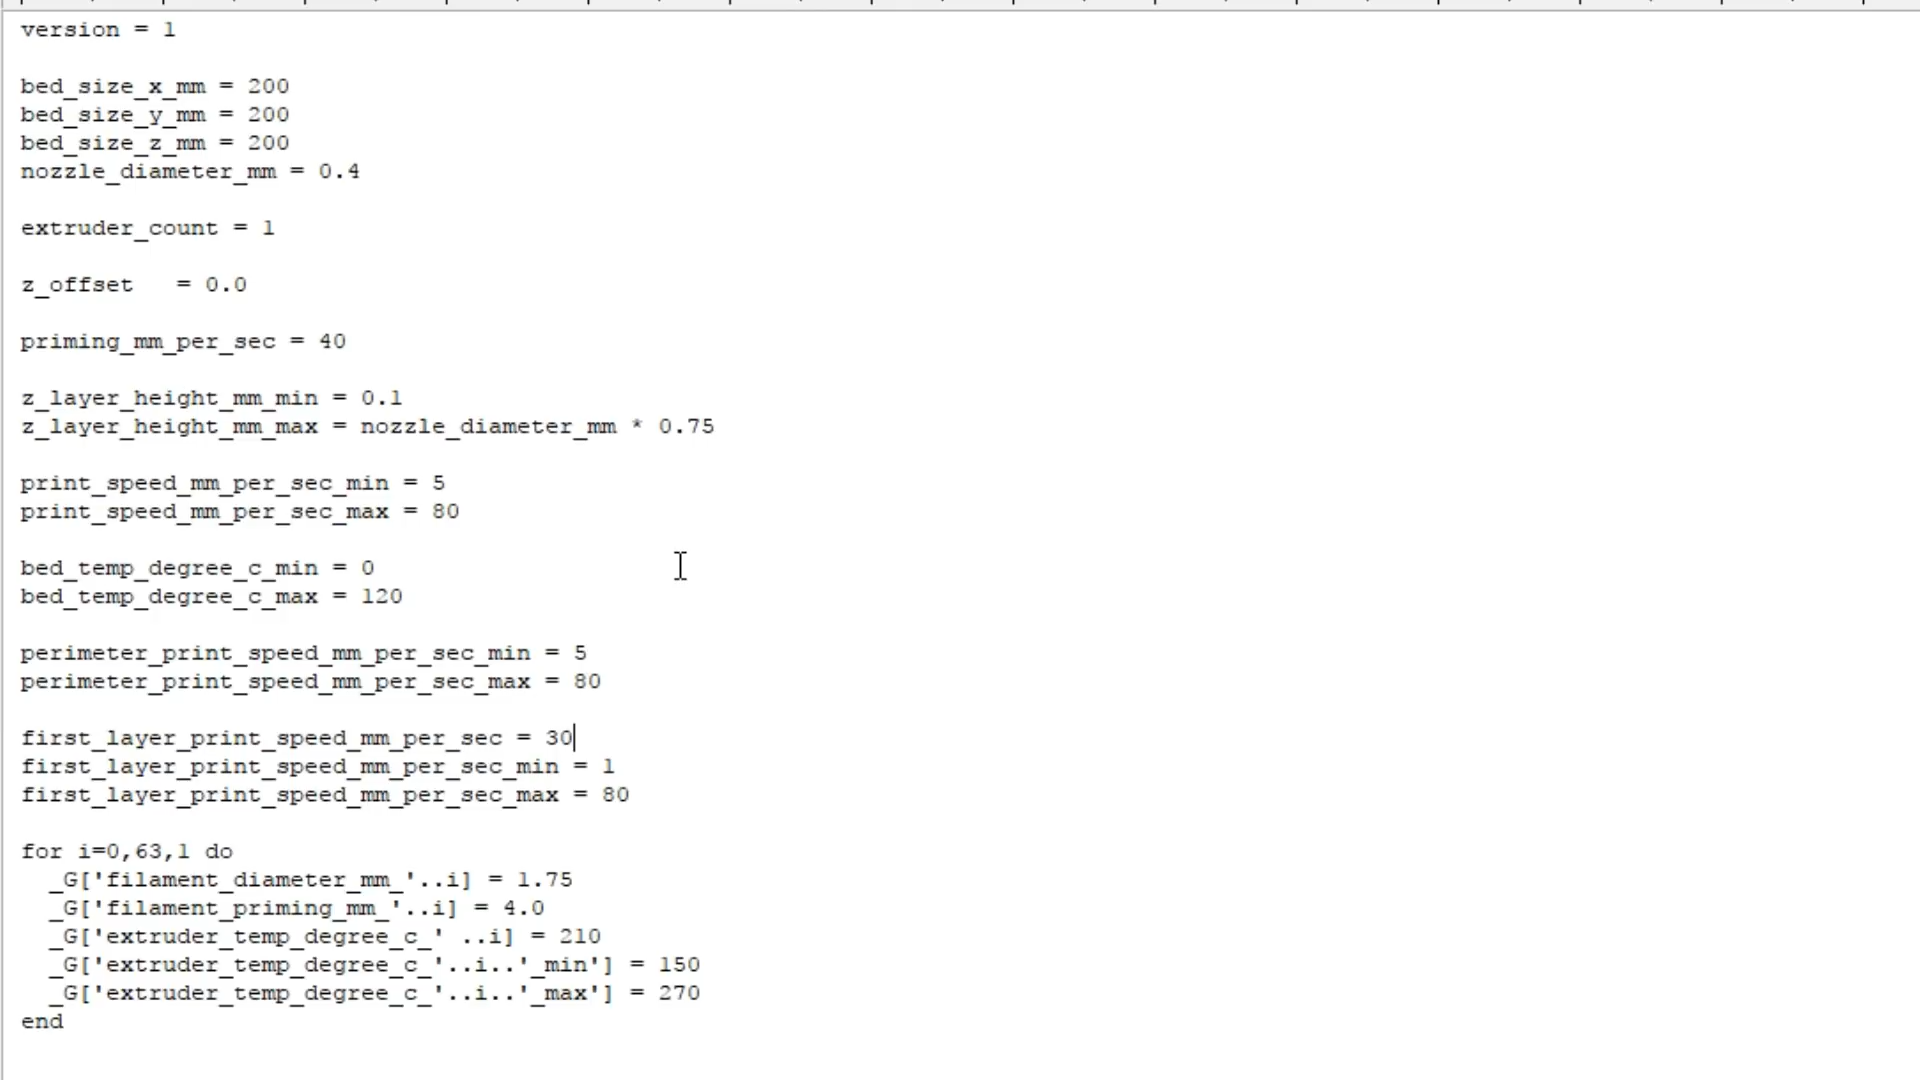 version = 1
bed_size_x_mm = 200
bed_size_y_mm = 200
bed_size_z_mm = 200
nozzle_diameter_mm = 0.4
extruder_count = 1
z_offset   = 0.0
priming_mm_per_sec = 40
z_layer_height_mm_min = 0.1
z_layer_height_mm_max = nozzle_diameter_mm * 0.75
print_speed_mm_per_sec_min = 5
print_speed_mm_per_sec_max = 80
bed_temp_degree_c_min = 0
bed_temp_degree_c_max = 120
perimeter_print_speed_mm_per_sec_min = 5
perimeter_print_speed_mm_per_sec_max = 80
first_layer_print_speed_mm_per_sec = 30
first_layer_print_speed_mm_per_sec_min = 1
first_layer_print_speed_mm_per_sec_max = 80
for i=0,63,1 do
  _G['filament_diameter_mm_'..i] = 1.75
  _G['filament_priming_mm_'..i] = 4.0
  _G['extruder_temp_degree_c_' ..i] = 210
  _G['extruder_temp_degree_c_'..i..'_min'] = 150
  _G['extruder_temp_degree_c_'..i..'_max'] = 270
end